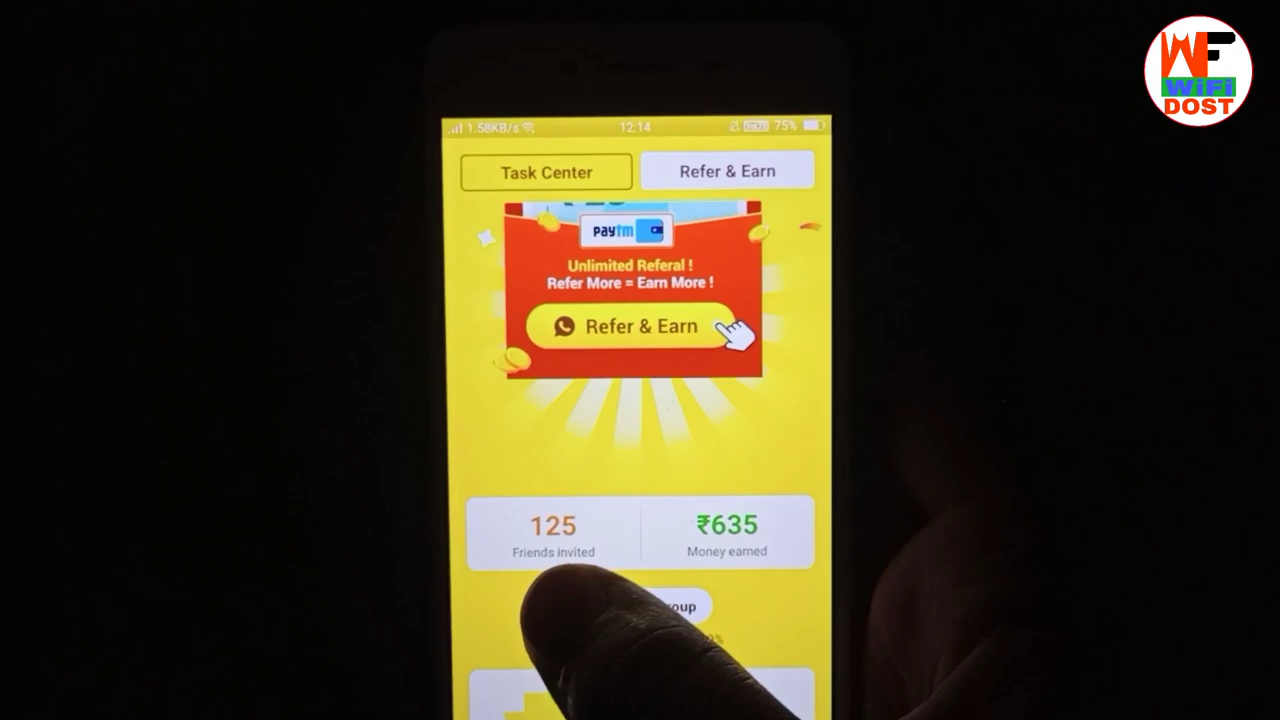 WF
WiFi
DOST
1.58KB/s
12:14
75%
Task Center
Refer & Earn
paytm
Unlimited Referal !
Refer More = Earn More !
Refer & Earn
125
₹635
Friends invited
Money earned